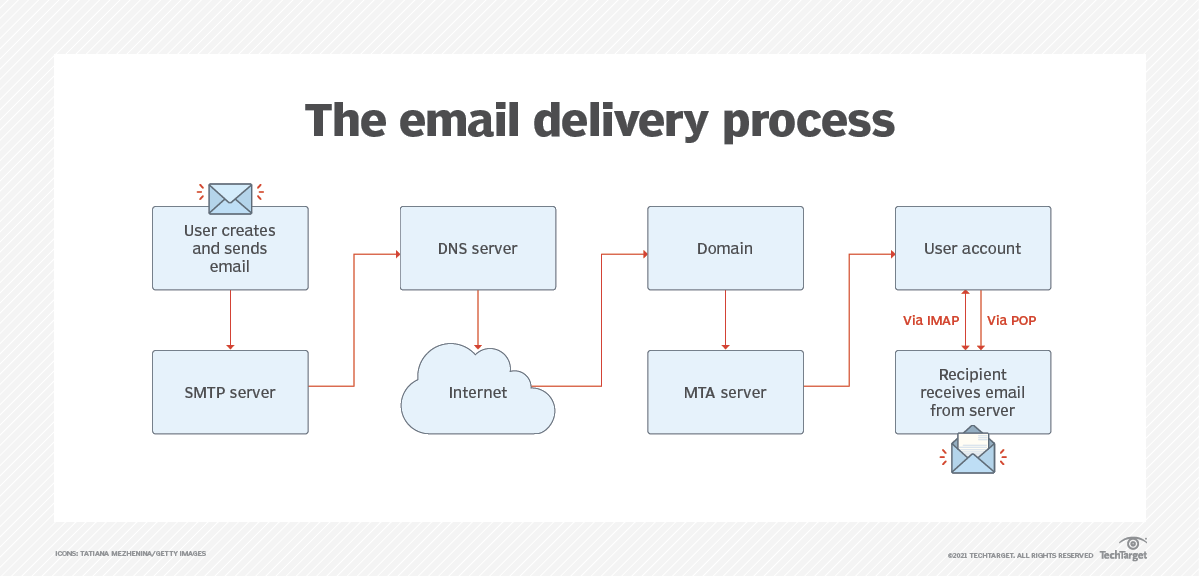 The email delivery process
User creates
and sends
email
SMTP server
DNS server
Internet
Domain
MTA server
User account
Via IMAP
Via POP
Recipient
receives email
from server
ICONS: TATIANA MEZHENINA/GETTY IMAGES
©2021 TECHTARGET. ALL RIGHTS RESERVED
TechTarget